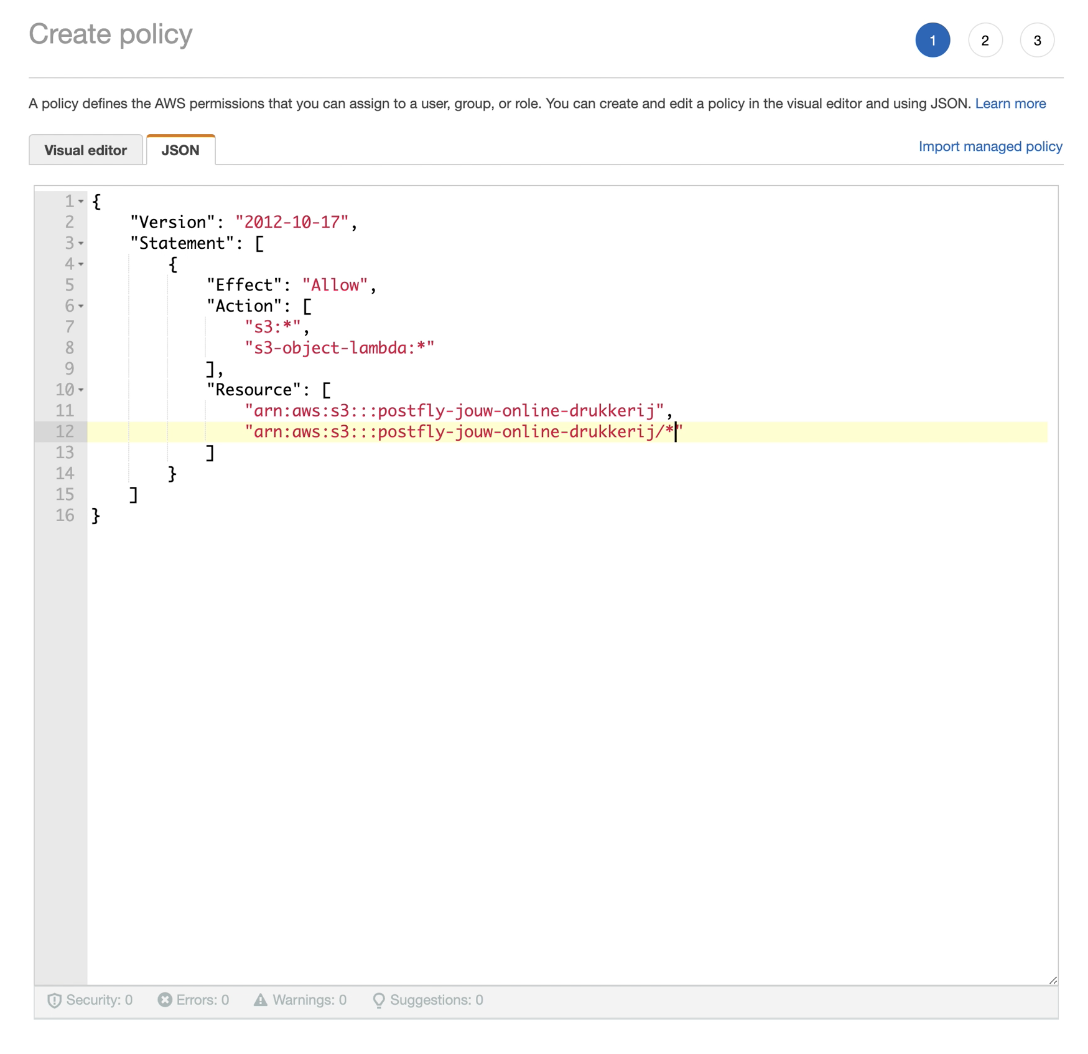 Create policy
1 2 3
A policy defines the AWS permissions that you can assign to a user, group, or role. You can create and edit a policy in the visual editor and using JSON. Learn more
Visual editor JSON Import managed policy
1 {
2 "Version": "2012-10-17",
3 "Statement": [
4 {
5 "Effect": "Allow",
6 "Action": [
7 "s3:*",
8 "s3-object-lambda:*"
9 ],
10 "Resource": [
11 "arn:aws:s3:::postfly-jouw-online-drukkerij",
12 "arn:aws:s3:::postfly-jouw-online-drukkerij/*"
13 ]
14 }
15 ]
16 }
Security: 0 Errors: 0 Warnings: 0 Suggestions: 0